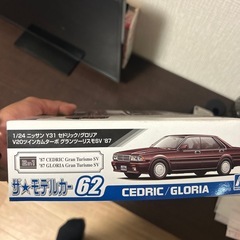 1/24 ニッサン Y31 セドリック/グロリア
V20ツインカムターボ グランツーリスモSV '87
'87 CEDRIC Gran Turismo SV
'87 GLORIA Gran Turismo SV
ザ★モデルカー 62
CEDRIC/GLORIA